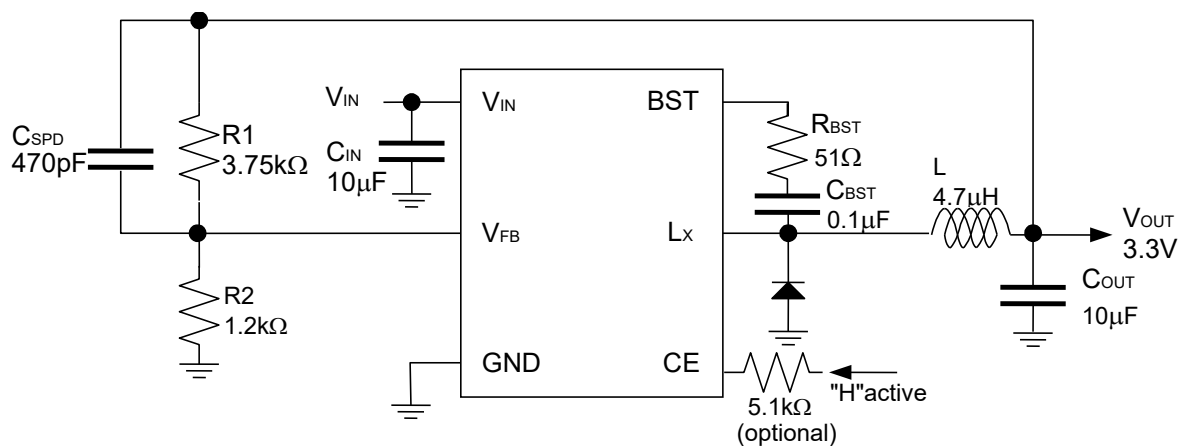 CSPD
470pF
R1
3.75kΩ
R2
1.2kΩ
VIN
CIN
10μF
VIN
VFB
GND
BST
LX
CE
RBST
51Ω
CBST
0.1μF
L
4.7μH
VOUT
3.3V
COUT
10μF
5.1kΩ
(optional)
"H"active